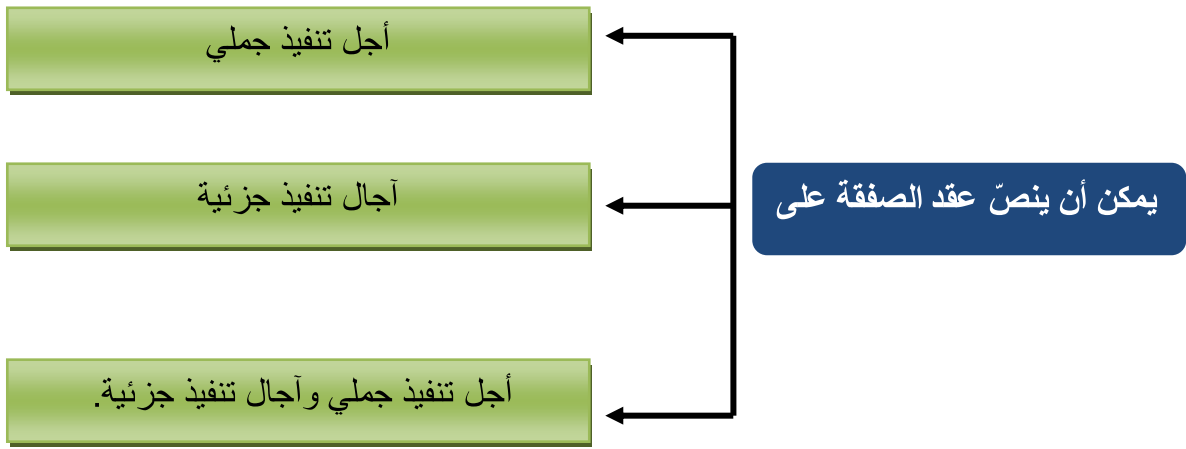 يمكن أن ينصّ عقد الصفقة على
أجل تنفيذ جملي
آجال تنفيذ جزئية
أجل تنفيذ جملي وآجال تنفيذ جزئية.